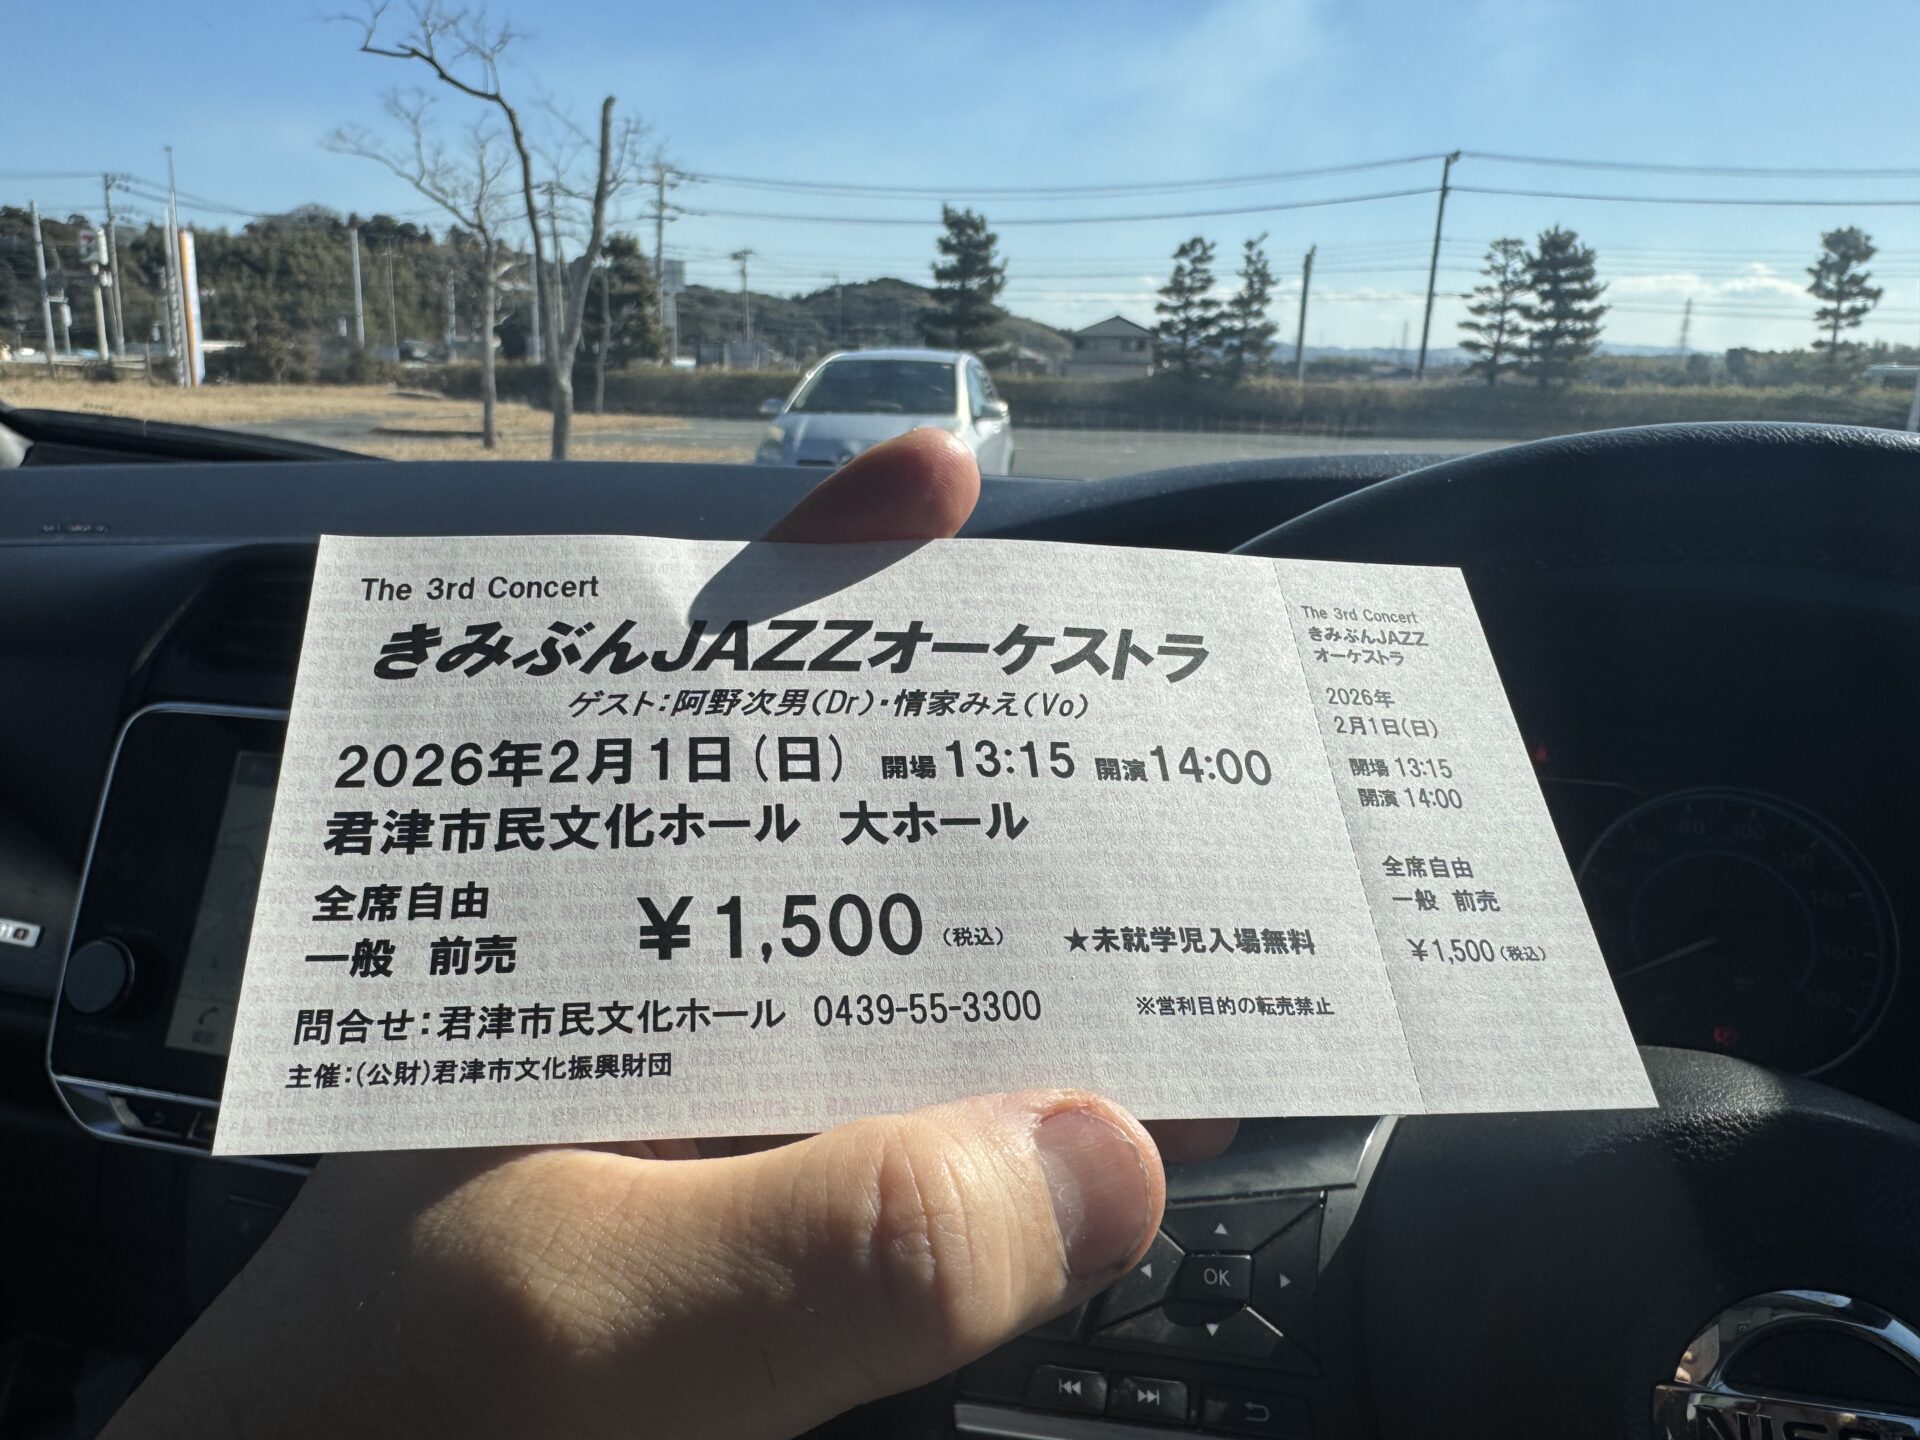 The 3rd Concert
きみぶんJAZZオーケストラ
ゲスト:阿野次男(Dr)・情家みえ(Vo)
2026年2月1日(日) 開場13:15 開演14:00
君津市民文化ホール 大ホール
全席自由
一般 前売 ¥1,500(税込) ★未就学児入場無料
問合せ:君津市民文化ホール 0439-55-3300 ※営利目的の転売禁止
主催:(公財)君津市文化振興財団
The 3rd Concert
きみぶんJAZZ
オーケストラ
2026年
2月1日(日)
開場 13:15
開演 14:00
全席自由
一般 前売
¥1,500(税込)
OK